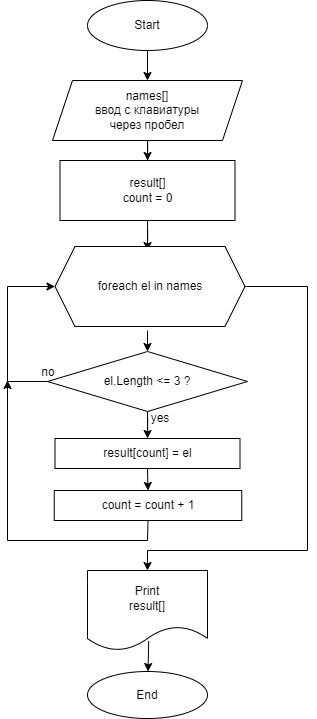 Start
names[]
ввод с клавиатуры
через пробел
result[]
count = 0
foreach el in names
no
el.Length <= 3 ?
yes
result[count] = el
count = count + 1
Print
result[]
End